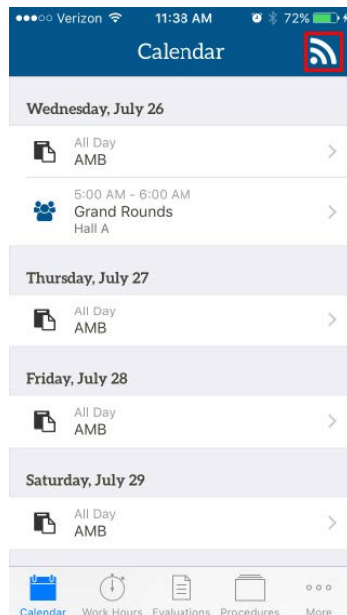 ●●●○○ Verizon 11:38 AM 72%
Calendar
Wednesday, July 26
All Day
AMB
5:00 AM - 6:00 AM
Grand Rounds
Hall A
Thursday, July 27
All Day
AMB
Friday, July 28
All Day
AMB
Saturday, July 29
All Day
AMB
Calendar Work Hours Evaluations Procedures More